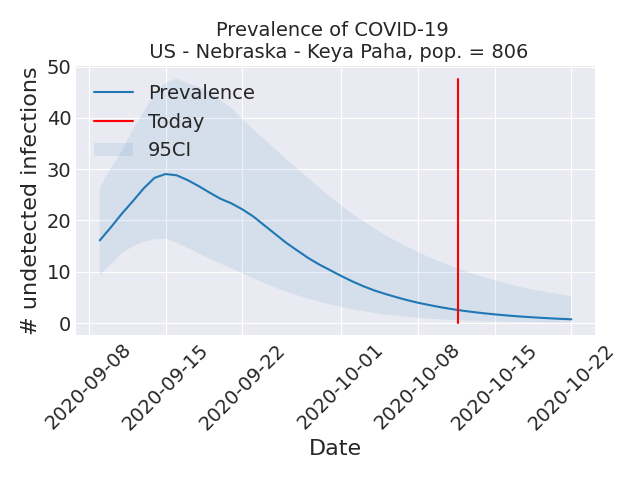 Prevalence of COVID-19
US - Nebraska - Keya Paha, pop. = 806
# undetected infections
50
40
30
20
10
0
Prevalence
Today
95CI
2020-09-08
2020-09-15
2020-09-22
2020-10-01
2020-10-08
2020-10-15
2020-10-22
Date